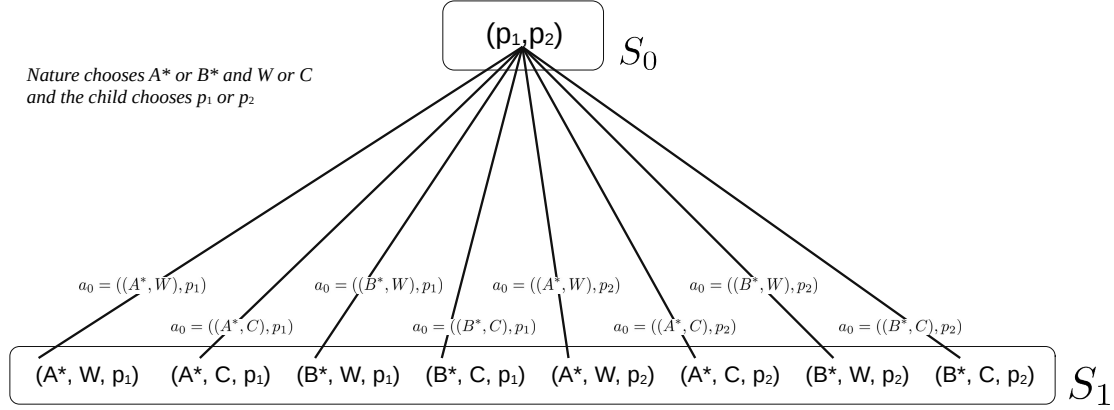 (p₁,p₂)
S₀
Nature chooses A* or B* and W or C
and the child chooses p₁ or p₂
a₀ = ((A*, W), p₁)
a₀ = ((B*, W), p₁)
a₀ = ((A*, W), p₂)
a₀ = ((B*, W), p₂)
a₀ = ((A*, C), p₁)
a₀ = ((B*, C), p₁)
a₀ = ((A*, C), p₂)
a₀ = ((B*, C), p₂)
(A*, W, p₁) (A*, C, p₁) (B*, W, p₁) (B*, C, p₁) (A*, W, p₂) (A*, C, p₂) (B*, W, p₂) (B*, C, p₂)
S₁